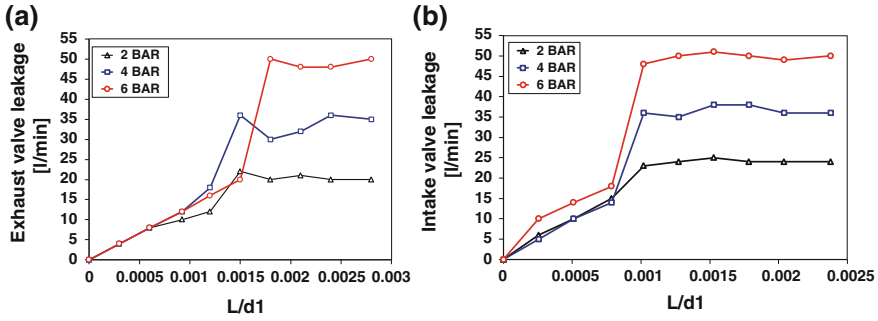 (a)
Exhaust valve leakage
[l/min]
55
50
45
40
35
30
25
20
15
10
5
0
2 BAR
4 BAR
6 BAR
0 0.0005 0.001 0.0015 0.002 0.0025 0.003
L/d1
(b)
Intake valve leakage
[l/min]
55
50
45
40
35
30
25
20
15
10
5
0
2 BAR
4 BAR
6 BAR
0 0.0005 0.001 0.0015 0.002 0.0025
L/d1